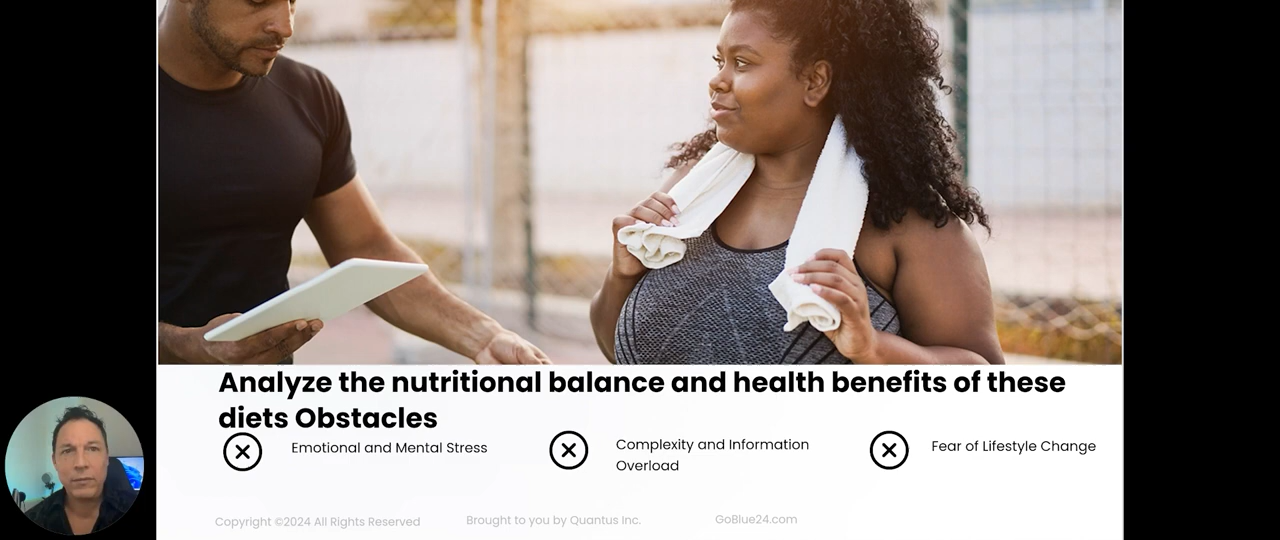 Analyze the nutritional balance and health benefits of these
diets Obstacles
Emotional and Mental Stress
Complexity and Information
Overload
Fear of Lifestyle Change
Copyright ©2024 All Rights Reserved
Brought to you by Quantus Inc.
GoBlue24.com